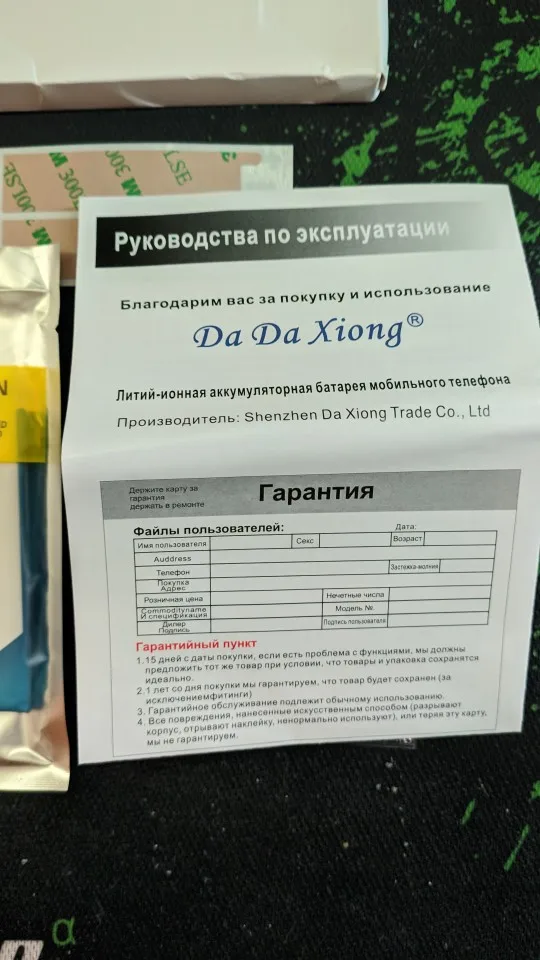 LSE
M 300
300LSE
Руководства по эксплуатации
Благодарим вас за покупку и использование
Da Da Xiong®
Литий-ионная аккумуляторная батарея мобильного телефона
Производитель: Shenzhen Da Xiong Trade Co., Ltd
Держите карту за
гарантия
держать в ремонте
Гарантия
Файлы пользователей:
Дата:
Имя пользователя
Секс
Возраст
Auddress
Телефон
Застежка-молния
Покупка
Адрес
Розничная цена
Нечетные числа
Commodityname
И спецификация
Модель №.
Дилер
Подпись
Подпись пользователя
Гарантийный пункт
1. 15 дней с даты покупки, если есть проблема с функциями, мы должны
предложить тот же товар при условии, что товары и упаковка сохранятся
идеально.
2. 1 лет со дня покупки мы гарантируем, что товар будет сохранен (за
исключениемфитинги)
3. Гарантийное обслуживание подлежит обычному использованию.
4. Все повреждения, нанесенные искусственным способом (разрывают
корпус, отрывают наклейку, ненормально используют), или теряя эту карту,
мы не гарантируем.
α